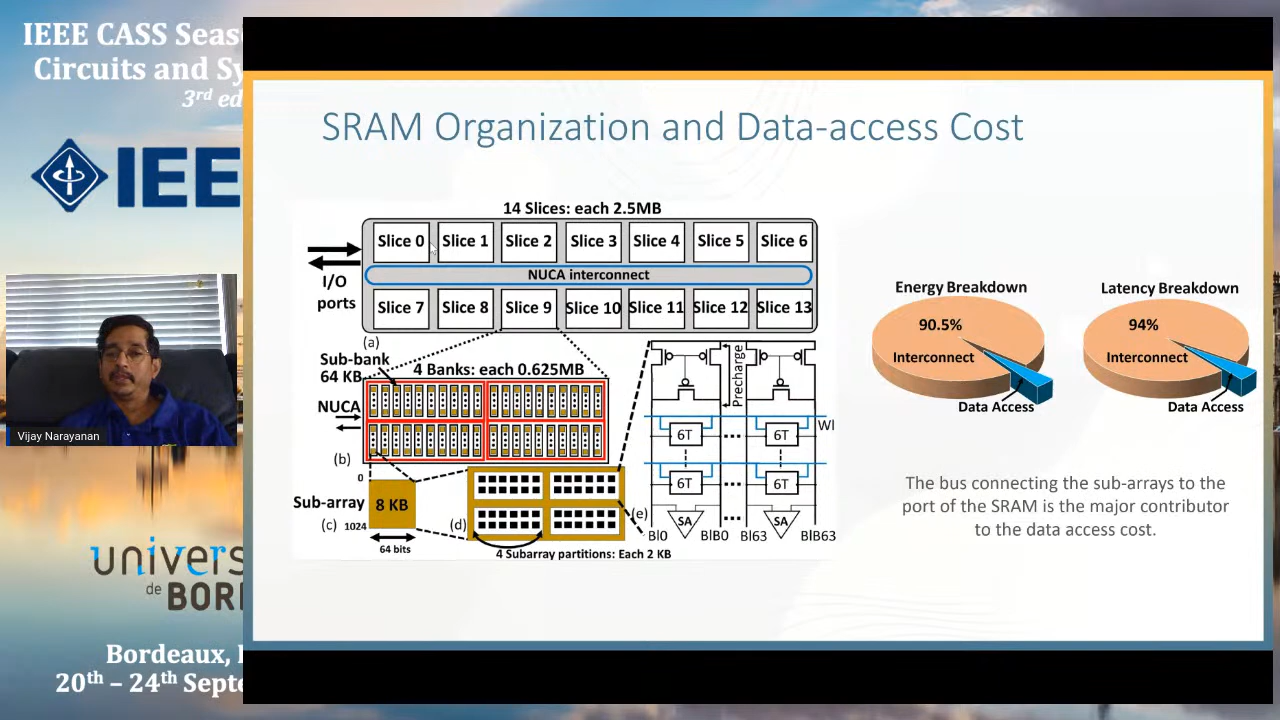 IEEE CASS Seas
Circuits and Sy
3rd ed
IEE
Vijay Narayanan
univers
de BOR
Bordeaux,
20th – 24th Septe
SRAM Organization and Data-access Cost
14 Slices: each 2.5MB
Slice 0 Slice 1 Slice 2 Slice 3 Slice 4 Slice 5 Slice 6
NUCA interconnect
I/O
ports
Slice 7 Slice 8 Slice 9 Slice 10 Slice 11 Slice 12 Slice 13
(a)
Sub-bank
64 KB
4 Banks: each 0.625MB
NUCA
(b)
0
Sub-array
8 KB
(c)
1024
64 bits
(d)
4 Subarray partitions: Each 2 KB
Precharge
Wl
6T 6T
6T 6T
(e)
SA SA
Bl0 BlB0 Bl63 BlB63
Energy Breakdown
90.5%
Interconnect
Data Access
Latency Breakdown
94%
Interconnect
Data Access
The bus connecting the sub-arrays to the
port of the SRAM is the major contributor
to the data access cost.